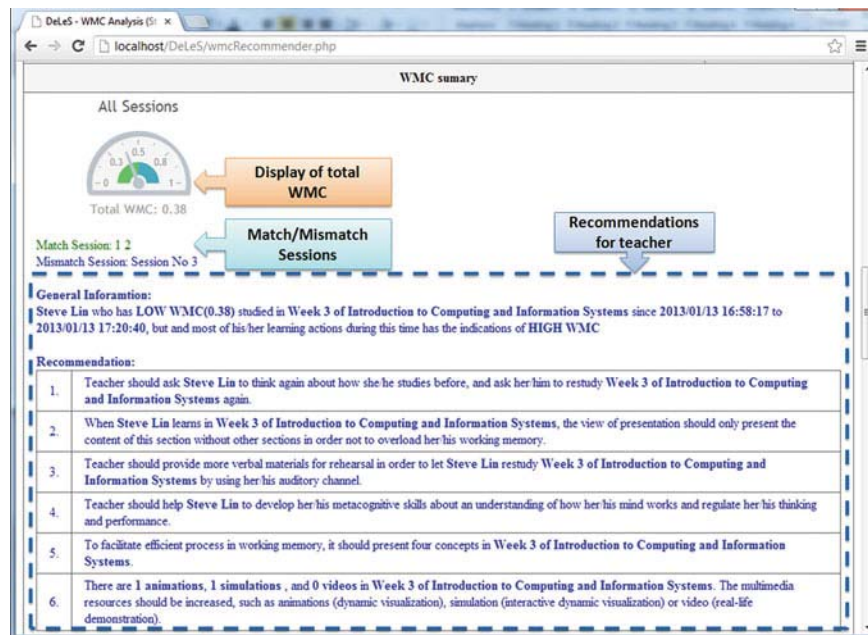 DeLeS - WMC Analysis (St
localhost/DeLeS/wmcRecommender.php
WMC sumary
All Sessions
0.5
0.3 0.8
0 1
Total WMC: 0.38
Display of total
WMC
Match/Mismatch
Sessions
Recommendations
for teacher
Match Session: 1 2
Mismatch Session: Session No 3
General Inforamtion:
Steve Lin who has LOW WMC(0.38) studied in Week 3 of Introduction to Computing and Information Systems since 2013/01/13 16:58:17 to
2013/01/13 17:20:40, but and most of his/her learning actions during this time has the indications of HIGH WMC
Recommendation:
1. Teacher should ask Steve Lin to think again about how she/he studies before, and ask her/him to restudy Week 3 of Introduction to Computing
and Information Systems again.
2. When Steve Lin learns in Week 3 of Introduction to Computing and Information Systems, the view of presentation should only present the
content of this section without other sections in order not to overload her/his working memory.
3. Teacher should provide more verbal materials for rehearsal in order to let Steve Lin restudy Week 3 of Introduction to Computing and
Information Systems by using her/his auditory channel.
4. Teacher should help Steve Lin to develop her/his metacognitive skills about an understanding of how her/his mind works and regulate her/his thinking
and performance.
5. To facilitate efficient process in working memory, it should present four concepts in Week 3 of Introduction to Computing and Information
Systems.
6. There are 1 animations, 1 simulations , and 0 videos in Week 3 of Introduction to Computing and Information Systems. The multimedia
resources should be increased, such as animations (dynamic visualization), simulation (interactive dynamic visualization) or video (real-life
demonstration).